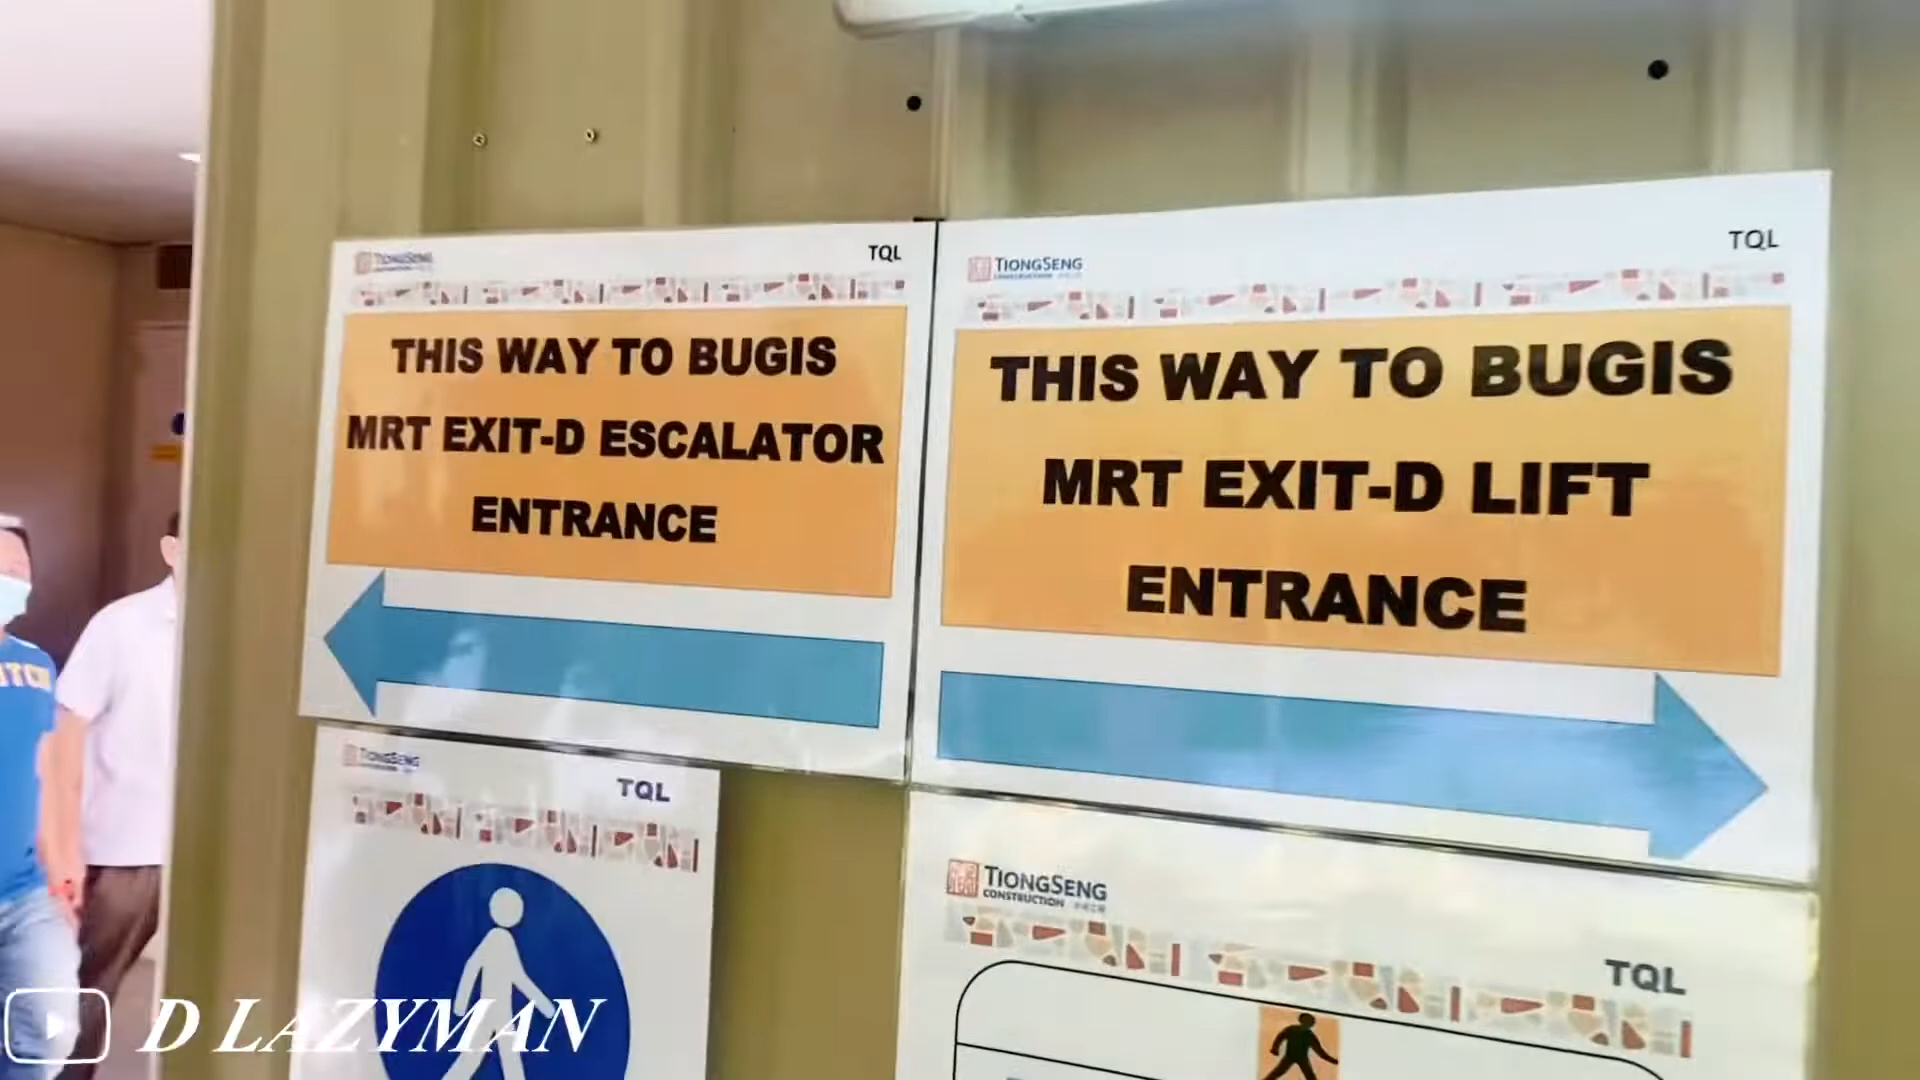 TIONGSENG
TQL
THIS WAY TO BUGIS
MRT EXIT-D ESCALATOR
ENTRANCE
TIONGSENG
CONSTRUCTION
TQL
THIS WAY TO BUGIS
MRT EXIT-D LIFT
ENTRANCE
TIONGSENG
TQL
TIONGSENG
CONSTRUCTION
TQL
D LAZYMAN